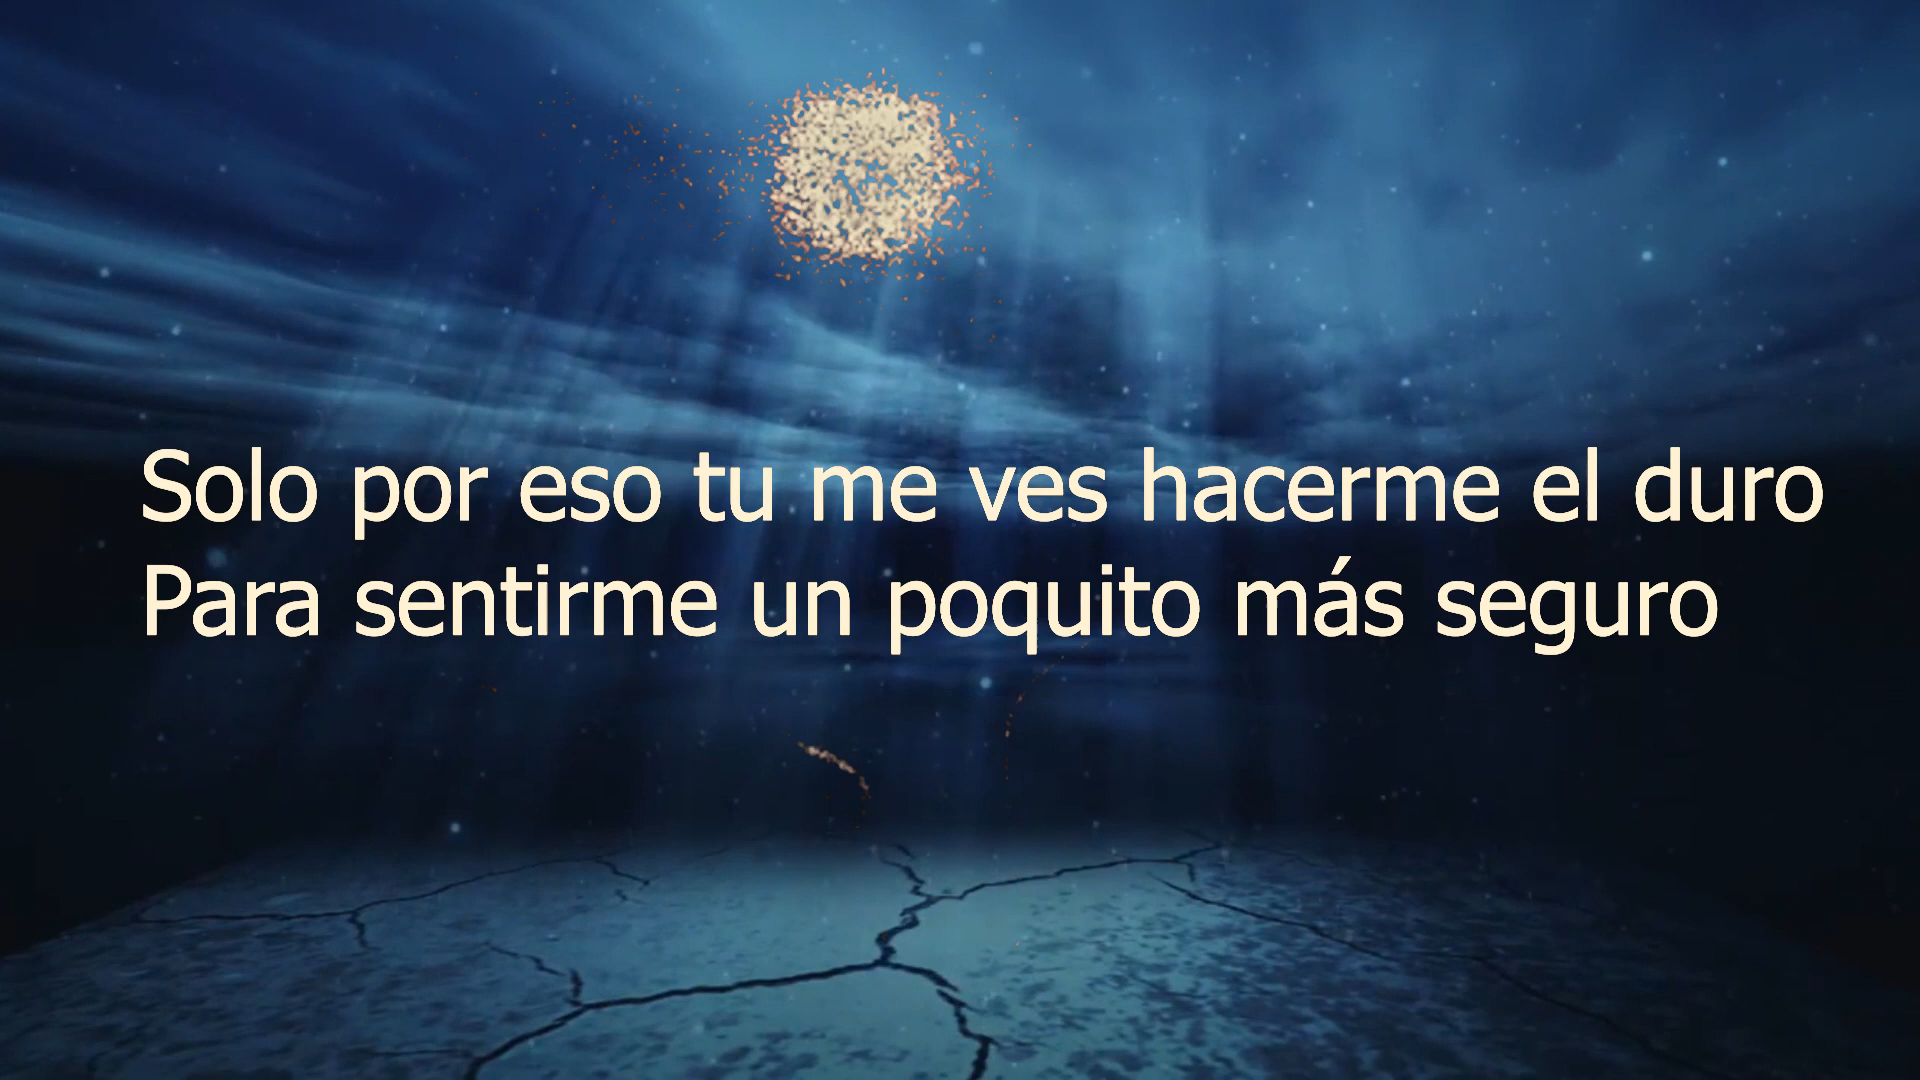 Solo por eso tu me ves hacerme el duro
Para sentirme un poquito más seguro